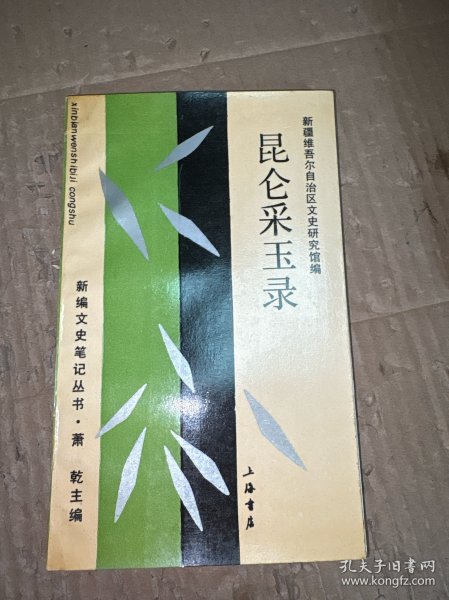 新疆维吾尔自治区文史研究馆编
昆仑采玉录
xinbianwenshibiji congshu
新编文史笔记丛书·萧 乾主编
上海书店
孔夫子旧书网
www.kongfz.com